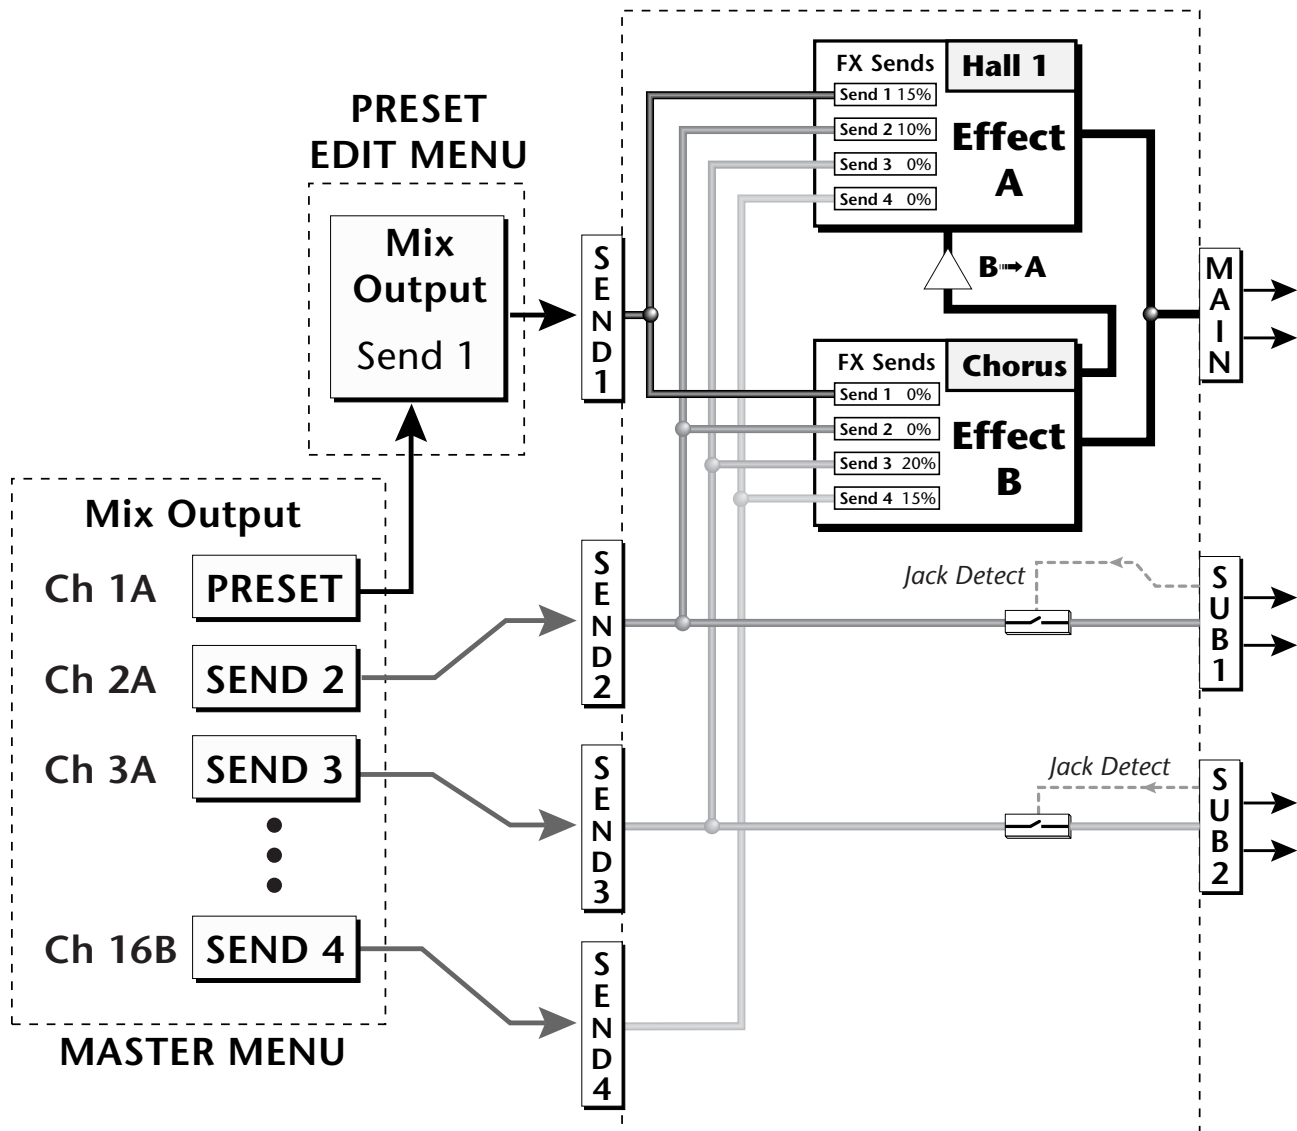 PRESET
EDIT MENU
Mix
Output
Send 1
Mix Output
Ch 1A PRESET
Ch 2A SEND 2
Ch 3A SEND 3
Ch 16B SEND 4
MASTER MENU
SEND1
SEND2
SEND3
SEND4
FX Sends
Hall 1
Send 1 15%
Send 2 10%
Send 3 0%
Send 4 0%
Effect
A
B➟A
FX Sends
Chorus
Send 1 0%
Send 2 0%
Send 3 20%
Send 4 15%
Effect
B
Jack Detect
Jack Detect
MAIN
SUB1
SUB2